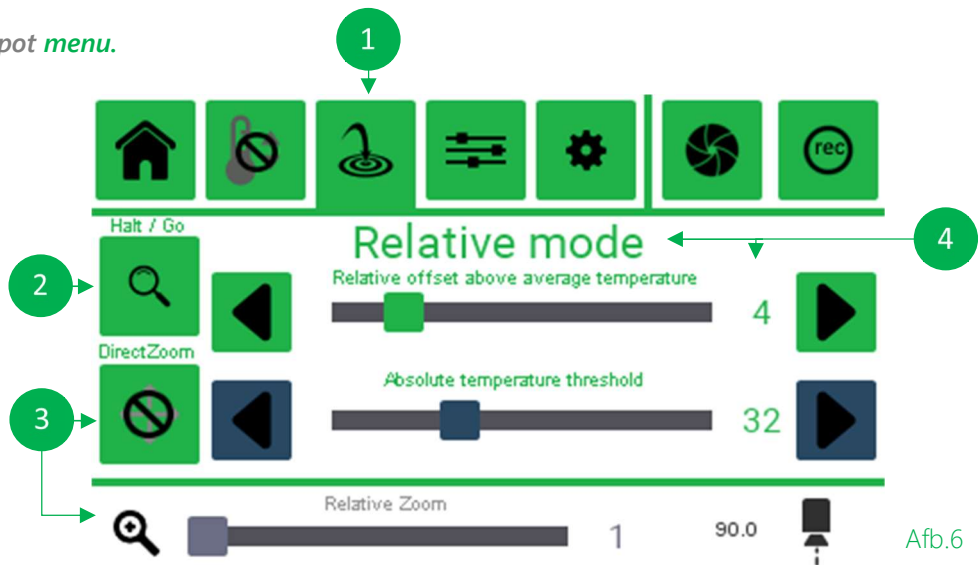 pot menu.
1
rec
Halt / Go
Relative mode
4
2
Relative offset above average temperature
4
DirectZoom
Absolute temperature threshold
3
32
Relative Zoom
1
90.0
Afb.6